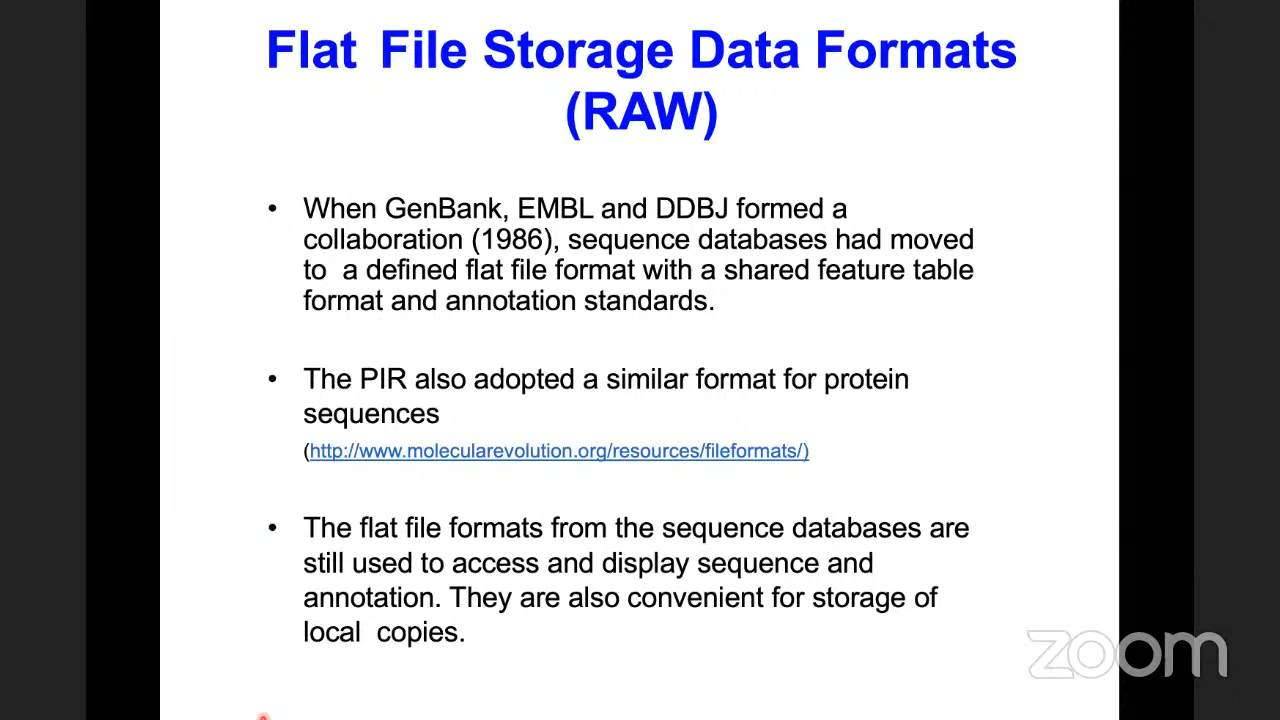 Flat File Storage Data Formats
(RAW)
• When GenBank, EMBL and DDBJ formed a
collaboration (1986), sequence databases had moved
to a defined flat file format with a shared feature table
format and annotation standards.
• The PIR also adopted a similar format for protein
sequences
(http://www.molecularevolution.org/resources/fileformats/)
• The flat file formats from the sequence databases are
still used to access and display sequence and
annotation. They are also convenient for storage of
local copies.
zoom